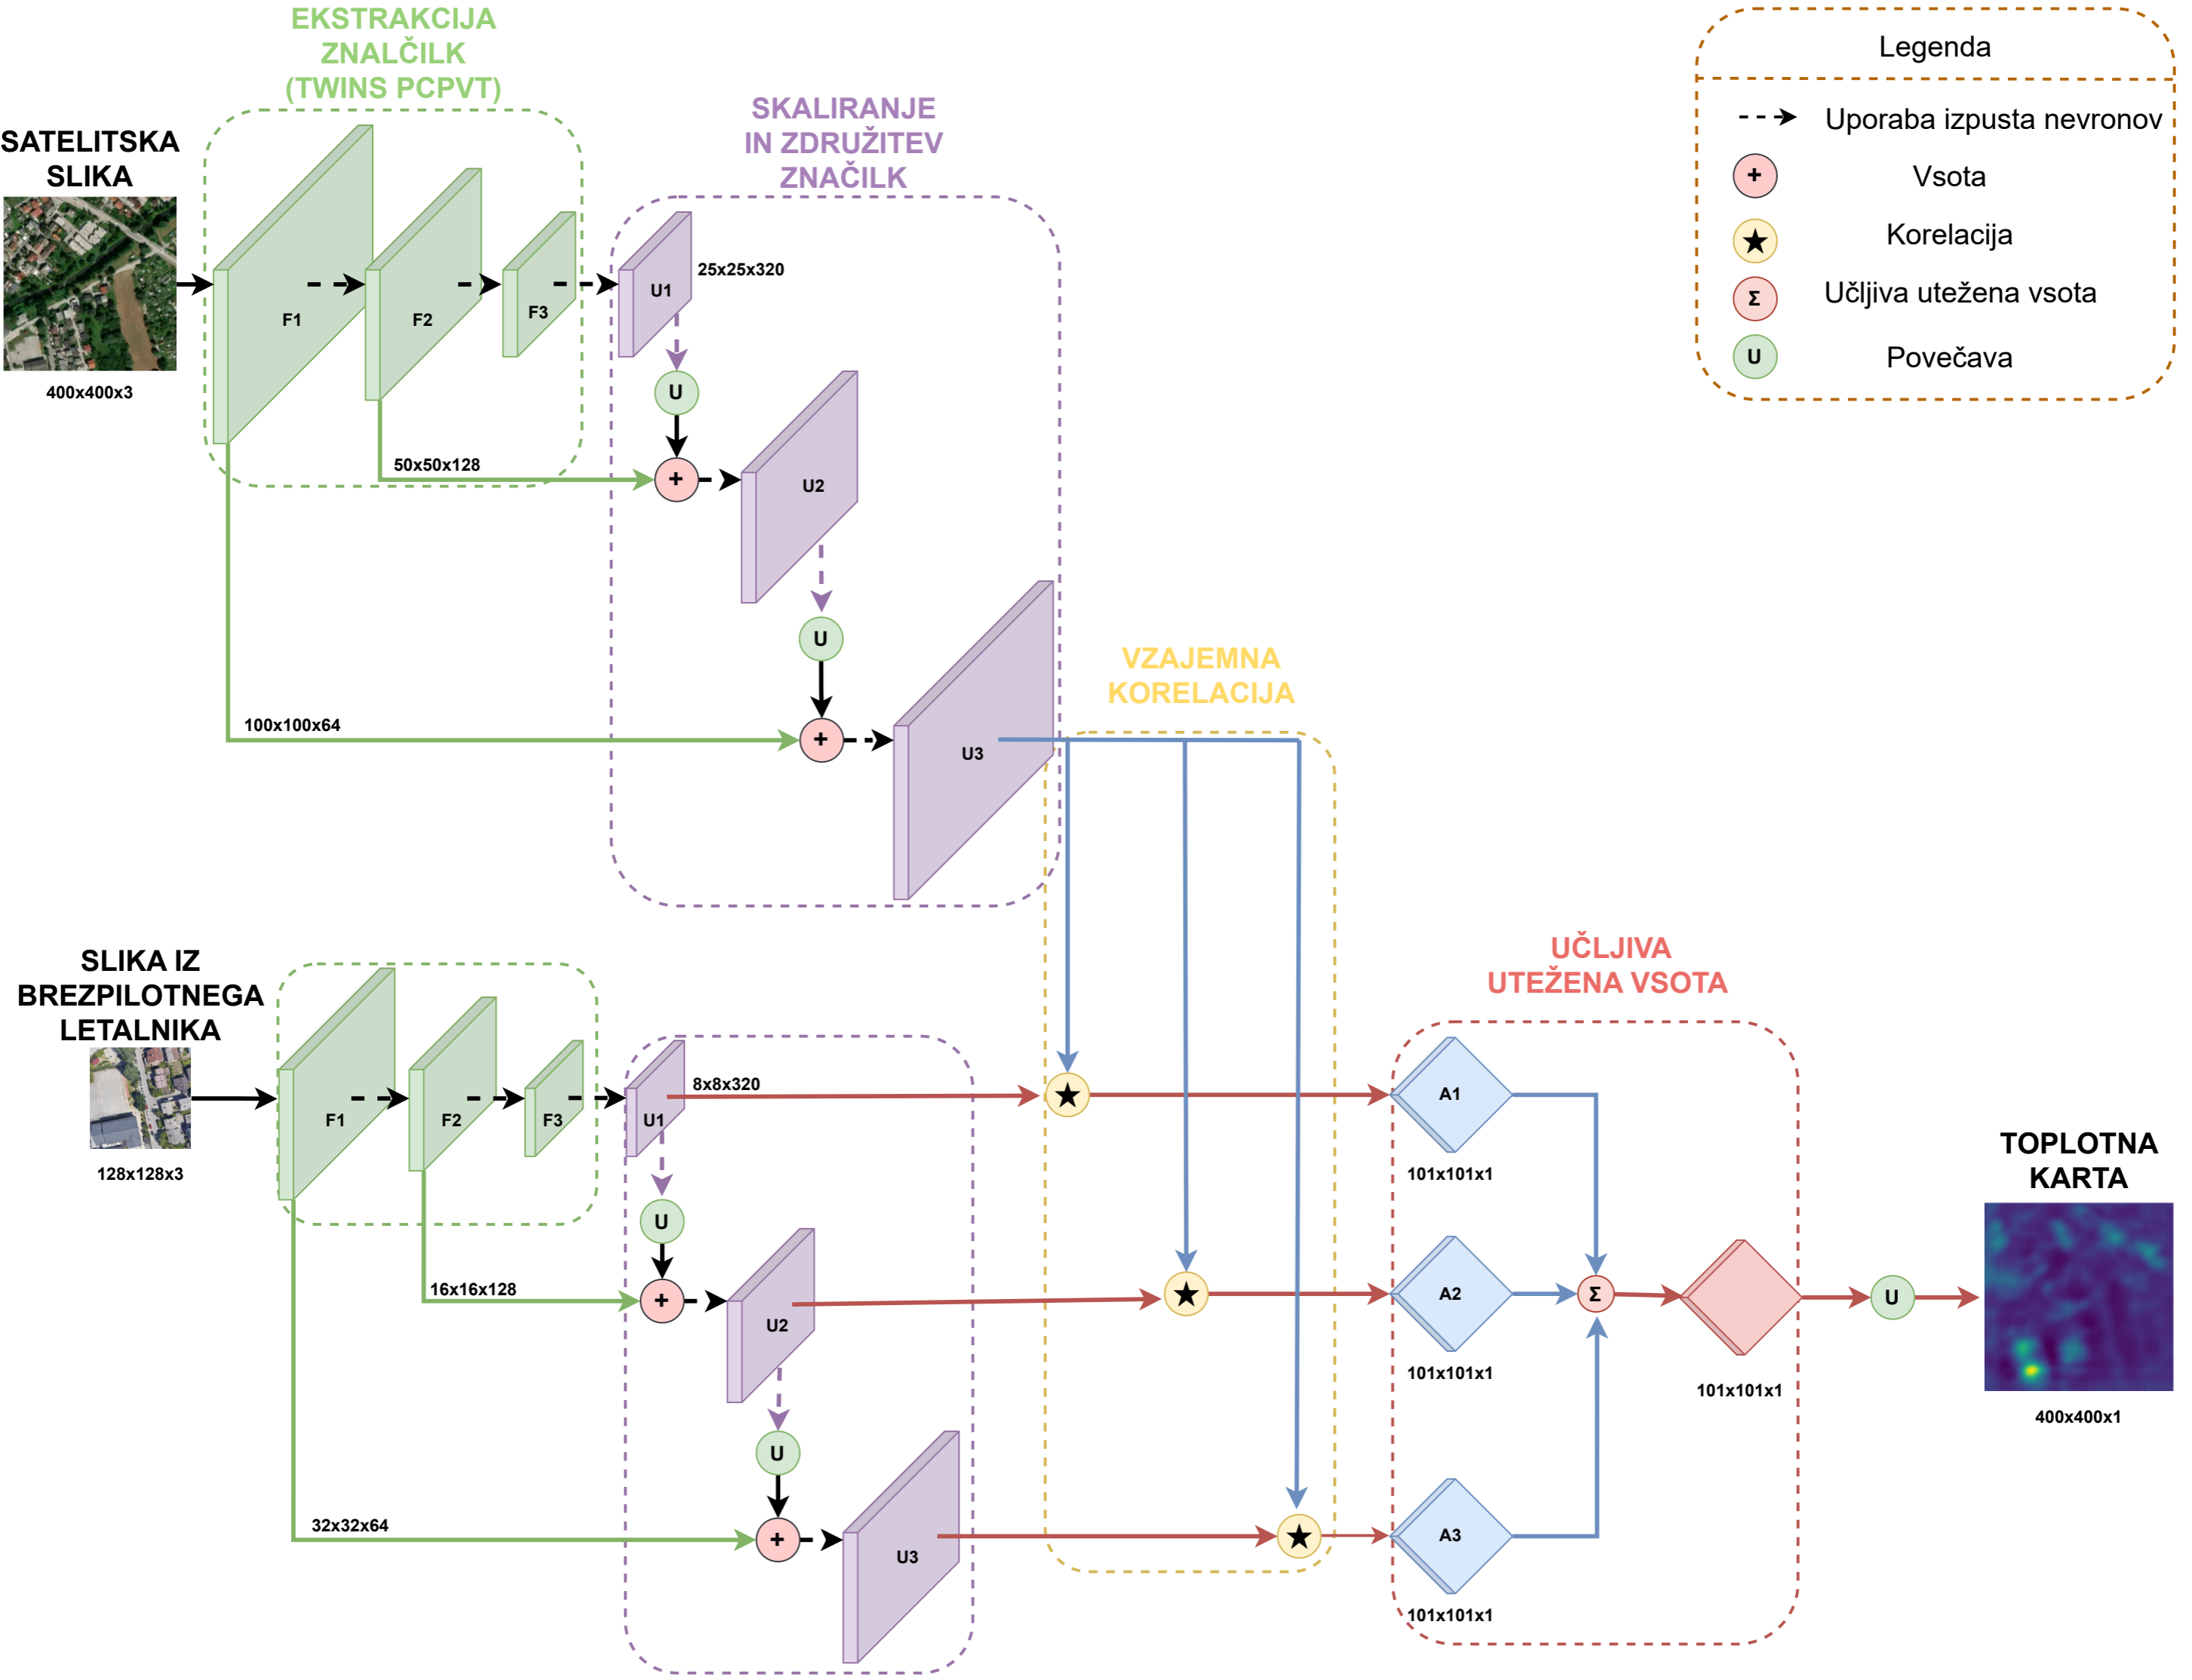 EKSTRAKCIJA
ZNALČILK
(TWINS PCPVT)
SKALIRANJE
IN ZDRUŽITEV
ZNAČILK
Legenda
Uporaba izpusta nevronov
+
Vsota
★
Korelacija
Σ
Učljiva utežena vsota
U
Povečava
SATELITSKA
SLIKA
400x400x3
F1
F2
F3
U1
25x25x320
U
50x50x128
+
U2
U
100x100x64
+
U3
VZAJEMNA
KORELACIJA
SLIKA IZ
BREZPILOTNEGA
LETALNIKA
128x128x3
F1
F2
F3
U1
8x8x320
U
16x16x128
+
U2
U
32x32x64
+
U3
★
★
★
UČLJIVA
UTEŽENA VSOTA
A1
101x101x1
A2
101x101x1
A3
101x101x1
Σ
101x101x1
U
TOPLOTNA
KARTA
400x400x1